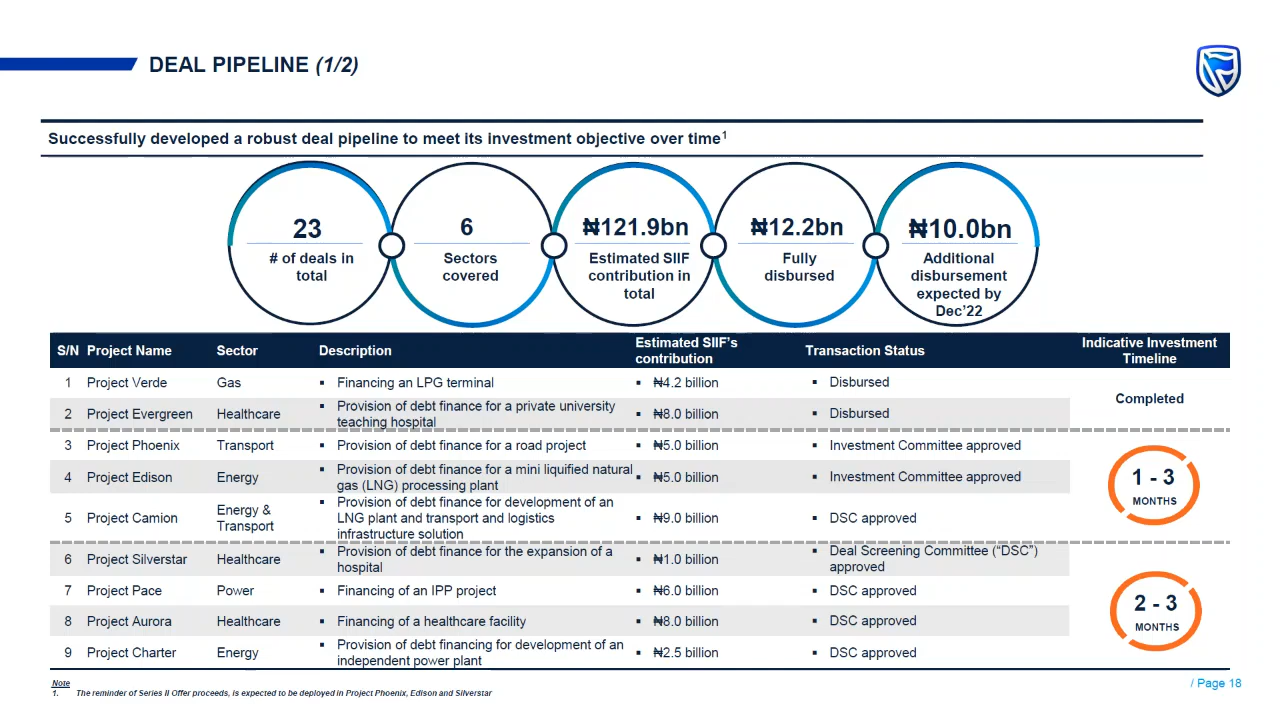 DEAL PIPELINE (1/2)
Successfully developed a robust deal pipeline to meet its investment objective over time1
23
# of deals in
total
6
Sectors
covered
₦121.9bn
Estimated SIIF
contribution in
total
₦12.2bn
Fully
disbursed
₦10.0bn
Additional
disbursement
expected by
Dec’22
S/N Project Name Sector Description Estimated SIIF’s contribution Transaction Status Indicative Investment Timeline
1 Project Verde Gas ▪ Financing an LPG terminal ▪ ₦4.2 billion ▪ Disbursed
Completed
2 Project Evergreen Healthcare ▪ Provision of debt finance for a private university teaching hospital ▪ ₦8.0 billion ▪ Disbursed
3 Project Phoenix Transport ▪ Provision of debt finance for a road project ▪ ₦5.0 billion ▪ Investment Committee approved
4 Project Edison Energy ▪ Provision of debt finance for a mini liquified natural gas (LNG) processing plant ▪ ₦5.0 billion ▪ Investment Committee approved
1 - 3
MONTHS
5 Project Camion Energy & Transport ▪ Provision of debt finance for development of an LNG plant and transport and logistics infrastructure solution ▪ ₦9.0 billion ▪ DSC approved
6 Project Silverstar Healthcare ▪ Provision of debt finance for the expansion of a hospital ▪ ₦1.0 billion ▪ Deal Screening Committee (“DSC”) approved
7 Project Pace Power ▪ Financing of an IPP project ▪ ₦6.0 billion ▪ DSC approved
2 - 3
MONTHS
8 Project Aurora Healthcare ▪ Financing of a healthcare facility ▪ ₦8.0 billion ▪ DSC approved
9 Project Charter Energy ▪ Provision of debt financing for development of an independent power plant ▪ ₦2.5 billion ▪ DSC approved
Note
1. The reminder of Series II Offer proceeds, is expected to be deployed in Project Phoenix, Edison and Silverstar
/ Page 18